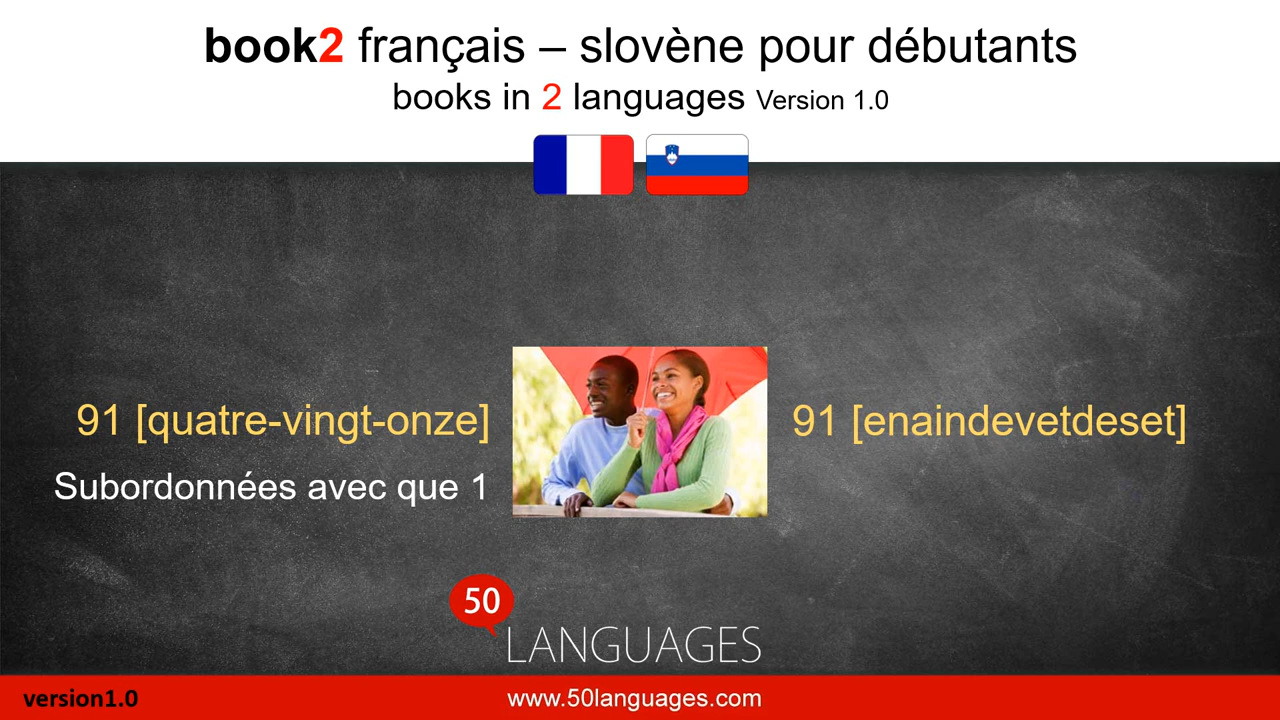 book2 français – slovène pour débutants
books in 2 languages Version 1.0
91 [quatre-vingt-onze]
Subordonnées avec que 1
91 [enaindevetdeset]
50
LANGUAGES
version1.0
www.50languages.com